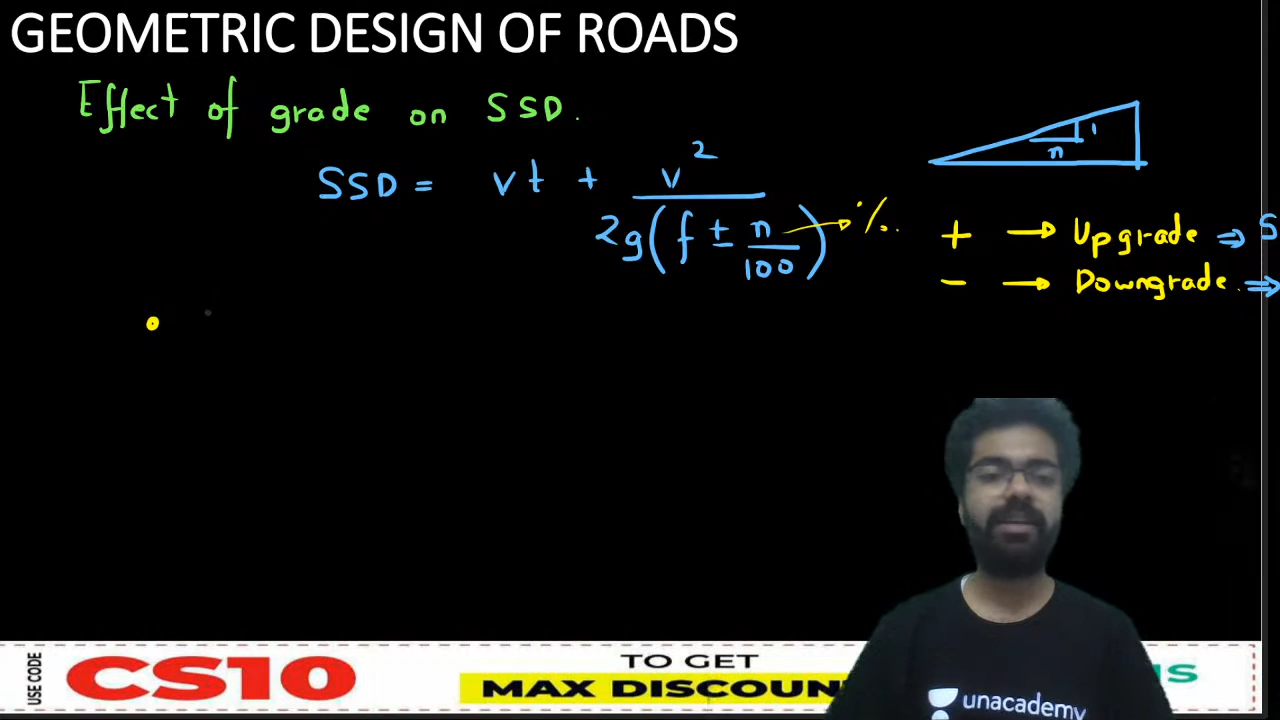 GEOMETRIC DESIGN OF ROADS
Effect of grade on SSD.
SSD = vt + v²/2g(f ± n/100) → %.
1
n
+ → Upgrade ⇒ S
- → Downgrade. ⇒
USE CODE
CS10
TO GET
MAX DISCOUN
unacademy